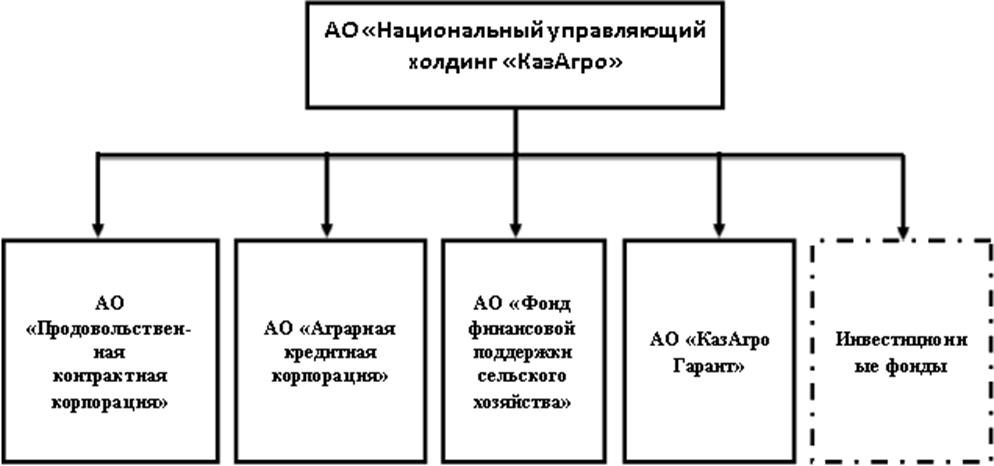 АО «Национальный управляющий
холдинг «КазАгро»
АО
«Продовольствен-
ная
контрактная
корпорация»
АО «Аграрная
кредитная
корпорация»
АО «Фонд
финансовой
поддержки
сельского
хозяйства»
АО «КазАгро
Гарант»
Инвестиционн
ые фонды